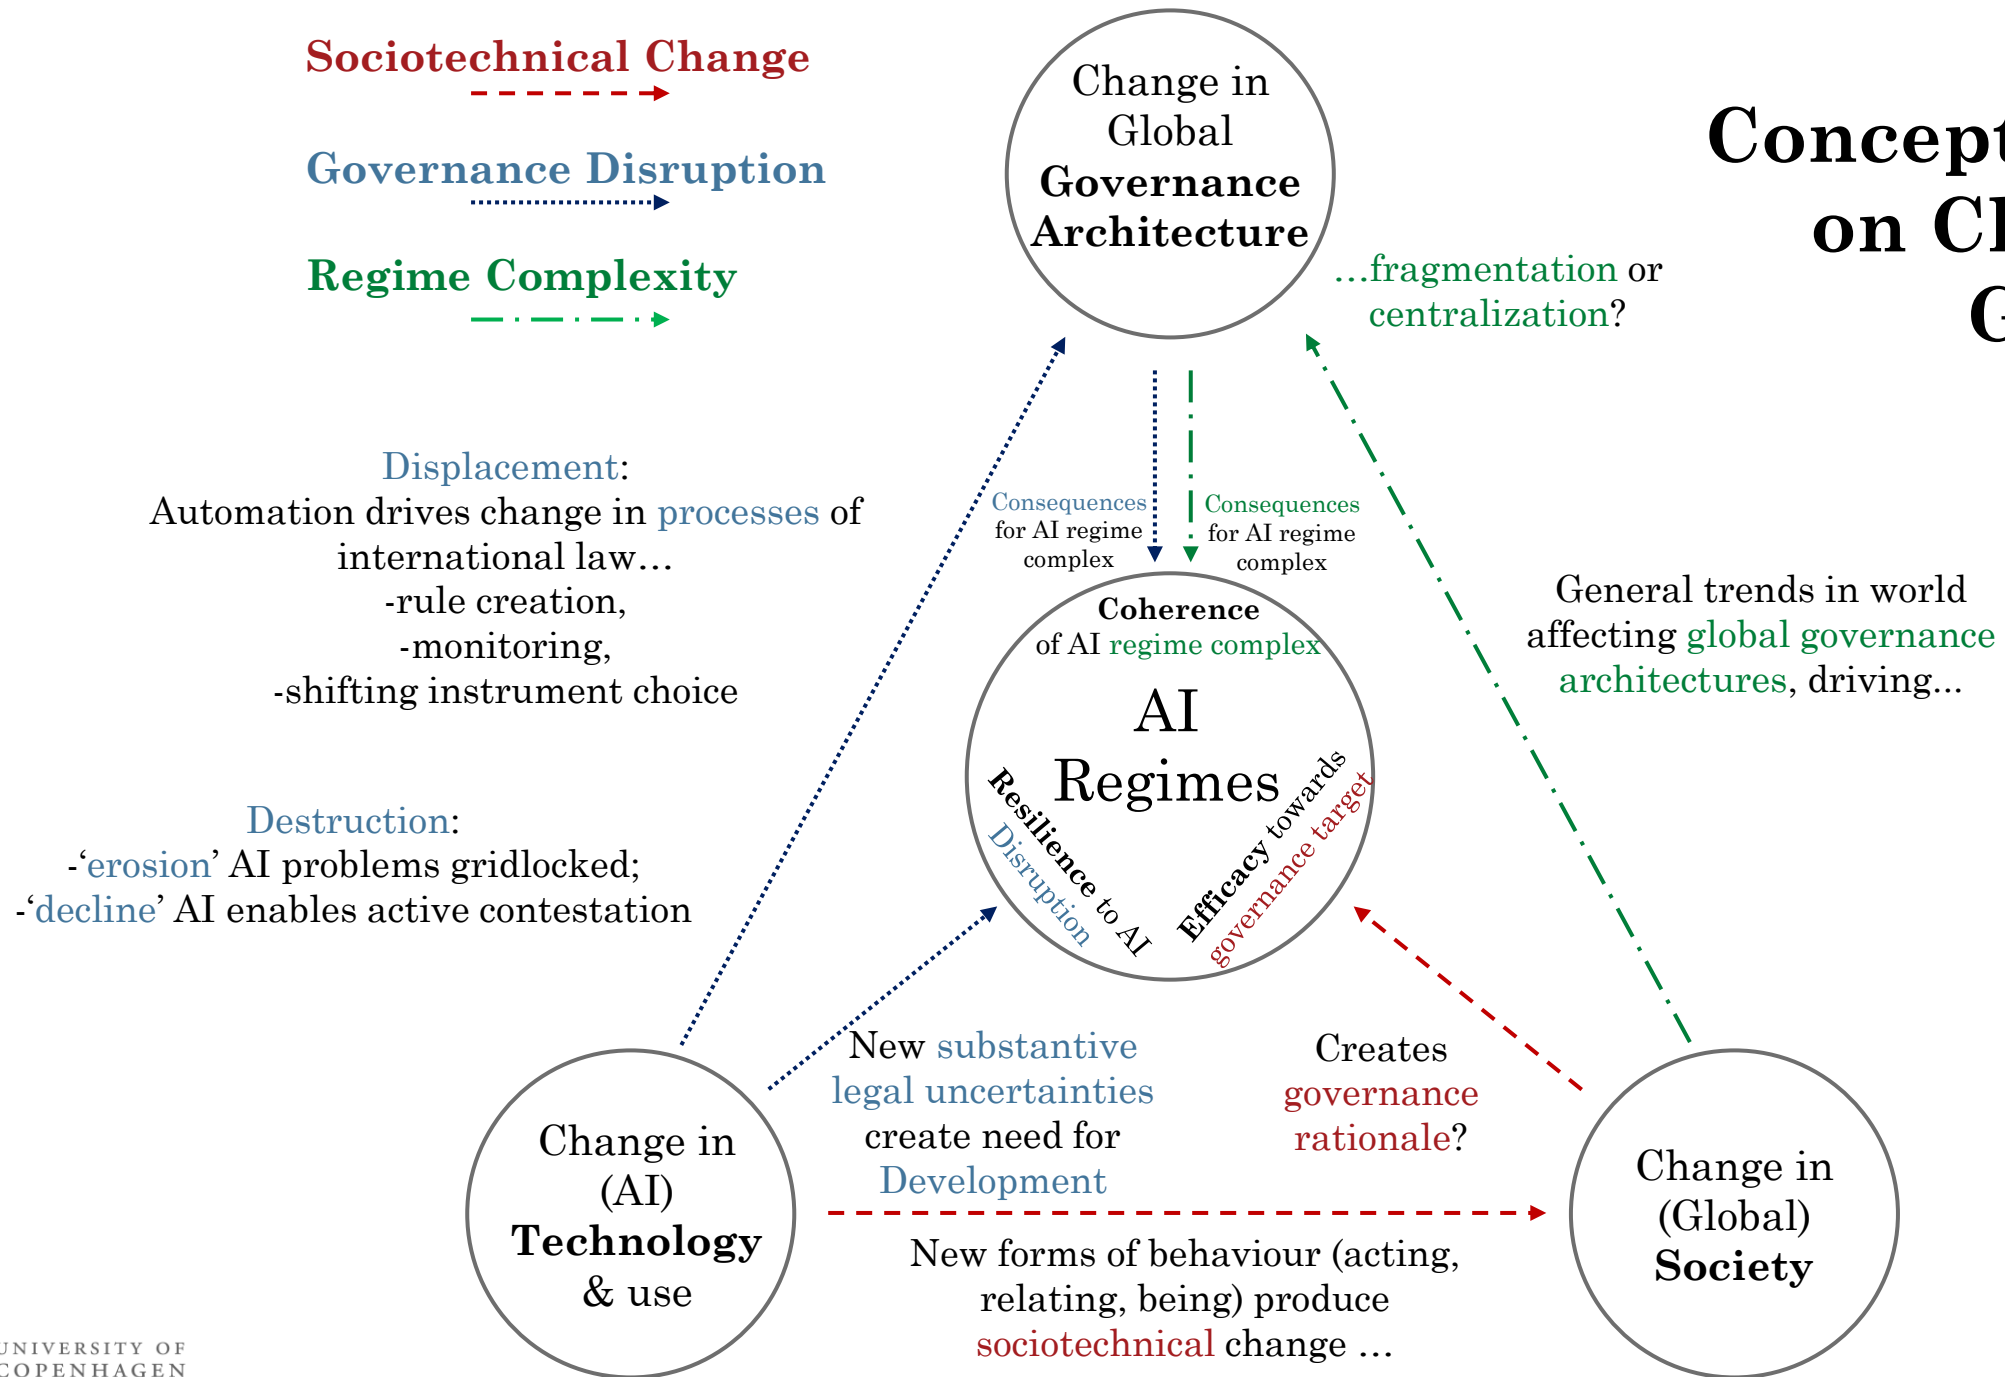 Sociotechnical Change
Governance Disruption
Regime Complexity
Change in
Global
Governance
Architecture
Concept
on
G
…fragmentation or
centralization?
Displacement:
Automation drives change in processes of
international law…
-rule creation,
-monitoring,
-shifting instrument choice
Consequences
for AI regime
complex
Consequences
for AI regime
complex
General trends in world
affecting global governance
architectures, driving...
Coherence
of AI regime complex
AI
Regimes
Resilience to AI
Disruption
Efficacy towards
governance target
Destruction:
-‘erosion’ AI problems gridlocked;
-‘decline’ AI enables active contestation
New substantive
legal uncertainties
create need for
Development
Creates
governance
rationale?
Change in
(AI)
Technology
& use
Change in
(Global)
Society
New forms of behaviour (acting,
relating, being) produce
sociotechnical change …
UNIVERSITY OF
COPENHAGEN